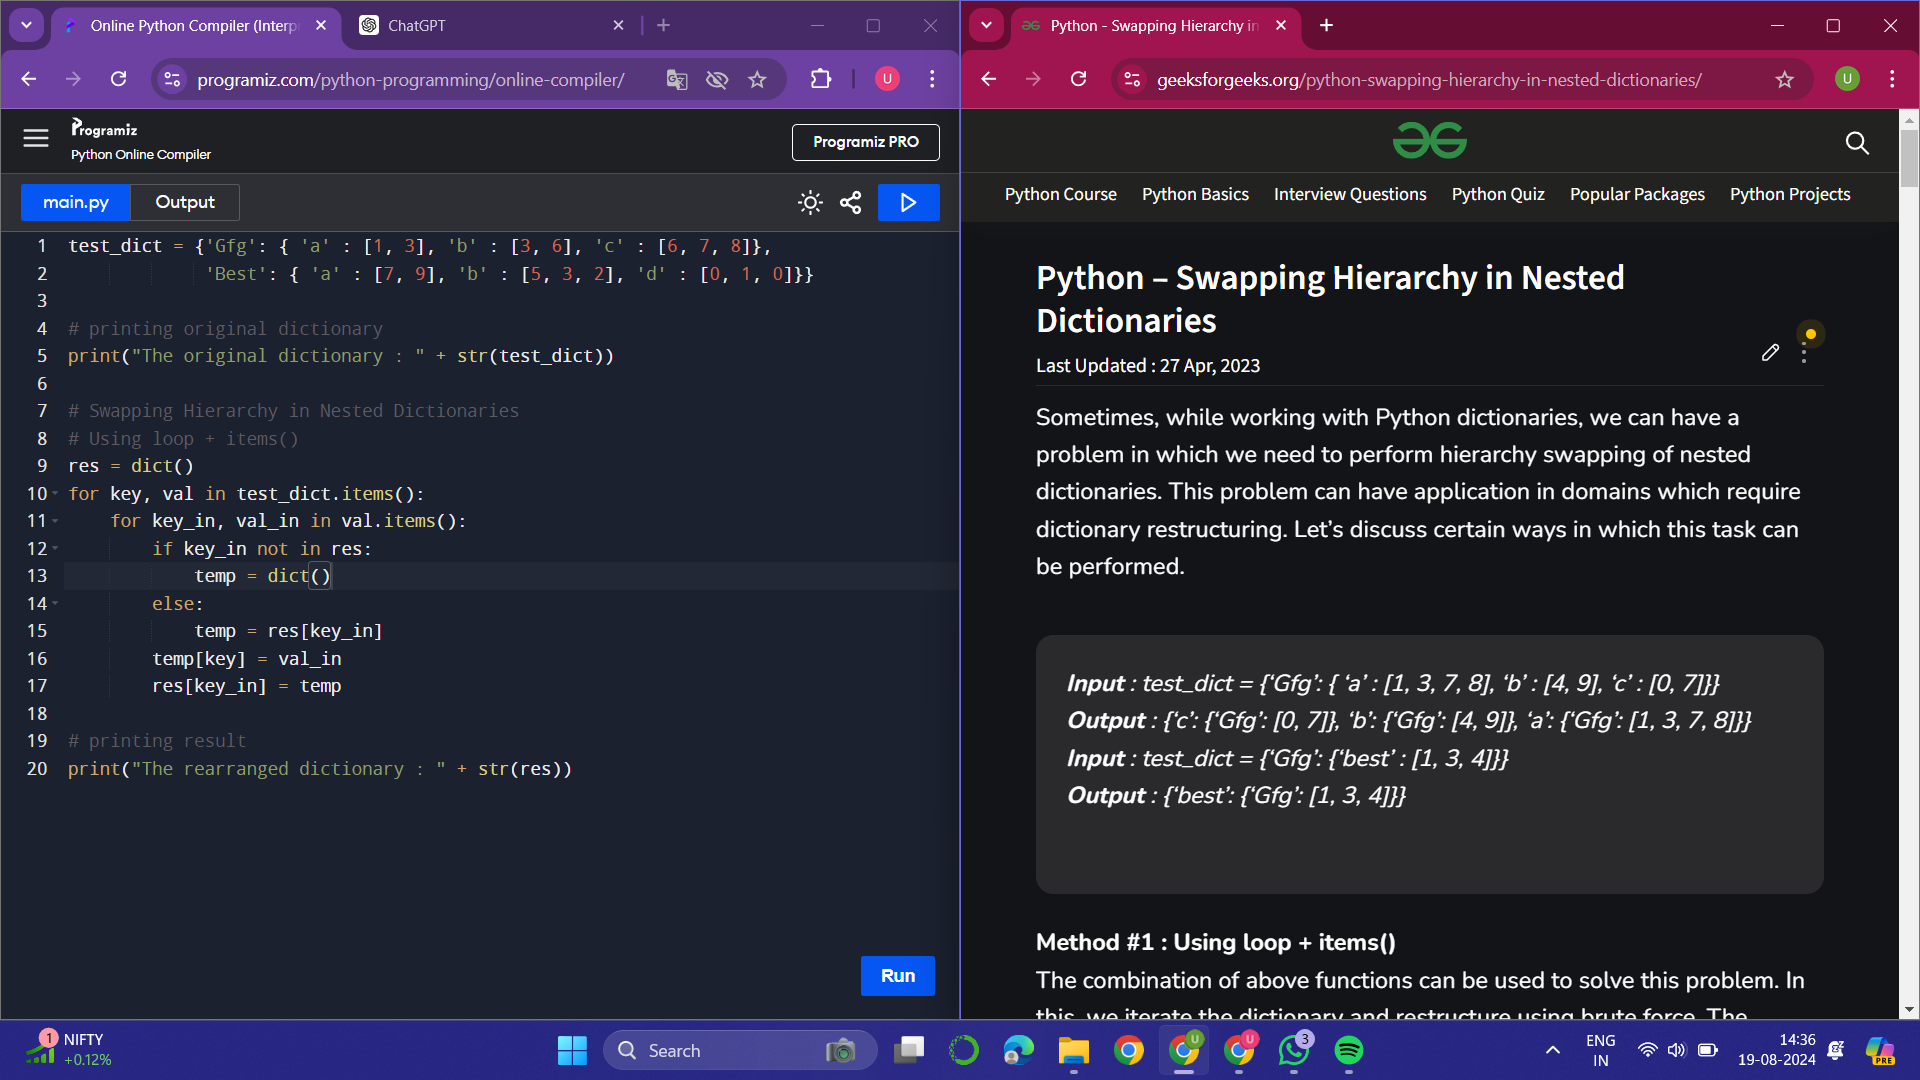 Online Python Compiler (Interp
ChatGPT
programiz.com/python-programming/online-compiler/
U
Programiz
Python Online Compiler
Programiz PRO
main.py
Output
1 test_dict = {'Gfg': { 'a' : [1, 3], 'b' : [3, 6], 'c' : [6, 7, 8]},
2 'Best': { 'a' : [7, 9], 'b' : [5, 3, 2], 'd' : [0, 1, 0]}}
3
4 # printing original dictionary
5 print("The original dictionary : " + str(test_dict))
6
7 # Swapping Hierarchy in Nested Dictionaries
8 # Using loop + items()
9 res = dict()
10 for key, val in test_dict.items():
11 for key_in, val_in in val.items():
12 if key_in not in res:
13 temp = dict()
14 else:
15 temp = res[key_in]
16 temp[key] = val_in
17 res[key_in] = temp
18
19 # printing result
20 print("The rearranged dictionary : " + str(res))
Run
Python - Swapping Hierarchy in
geeksforgeeks.org/python-swapping-hierarchy-in-nested-dictionaries/
U
Python Course Python Basics Interview Questions Python Quiz Popular Packages Python Projects
Python – Swapping Hierarchy in Nested
Dictionaries
Last Updated : 27 Apr, 2023
Sometimes, while working with Python dictionaries, we can have a
problem in which we need to perform hierarchy swapping of nested
dictionaries. This problem can have application in domains which require
dictionary restructuring. Let’s discuss certain ways in which this task can
be performed.
Input : test_dict = {‘Gfg’: { ‘a’ : [1, 3, 7, 8], ‘b’ : [4, 9], ‘c’ : [0, 7]}}
Output : {‘c’: {‘Gfg’: [0, 7]}, ‘b’: {‘Gfg’: [4, 9]}, ‘a’: {‘Gfg’: [1, 3, 7, 8]}}
Input : test_dict = {‘Gfg’: {‘best’ : [1, 3, 4]}}
Output : {‘best’: {‘Gfg’: [1, 3, 4]}}
Method #1 : Using loop + items()
The combination of above functions can be used to solve this problem. In
this, we iterate the dictionary and restructure using brute force. The
1
NIFTY
+0.12%
Search
U
U
3
ENG
IN
14:36
19-08-2024
PRE